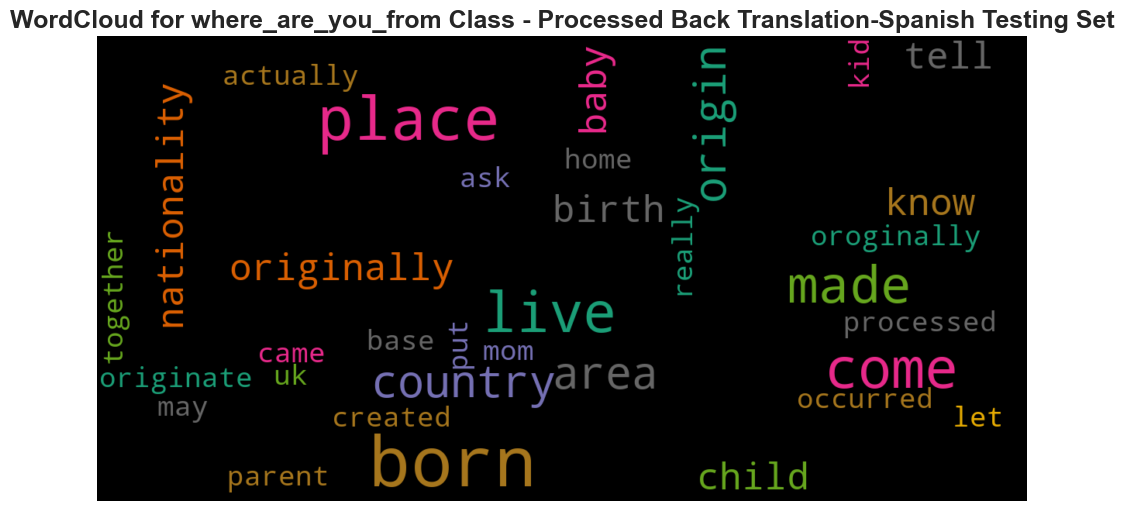 WordCloud for where_are_you_from Class - Processed Back Translation-Spanish Testing Set
actually
place
baby
origin
kid
tell
nationality
ask
home
birth
really
know
oroginally
together
originally
live
made
processed
base
put
mom
came
uk
originate
may
country
area
come
occurred
let
created
parent
born
child